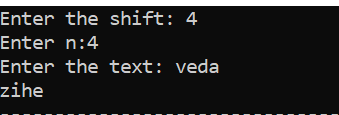 Enter the shift: 4
Enter n:4
Enter the text: veda
zihe
--------------------------------